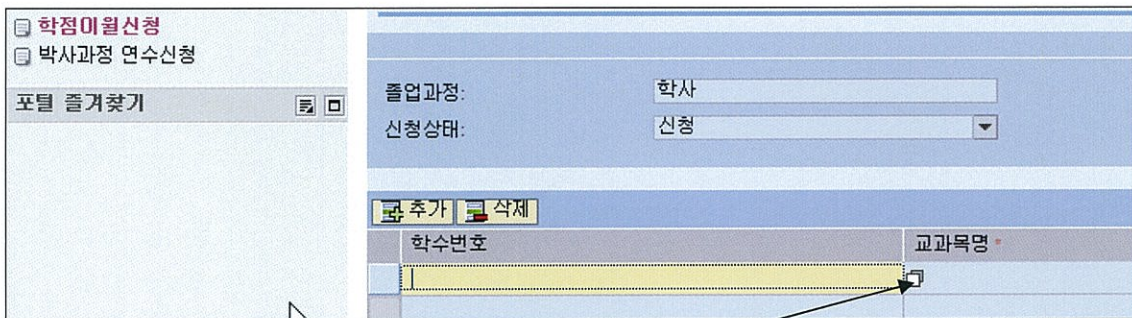 학점이월신청
박사과정 연수신청
포털 즐겨찾기
졸업과정: 학사
신청상태: 신청
추가 삭제
학수번호 교과목명 *